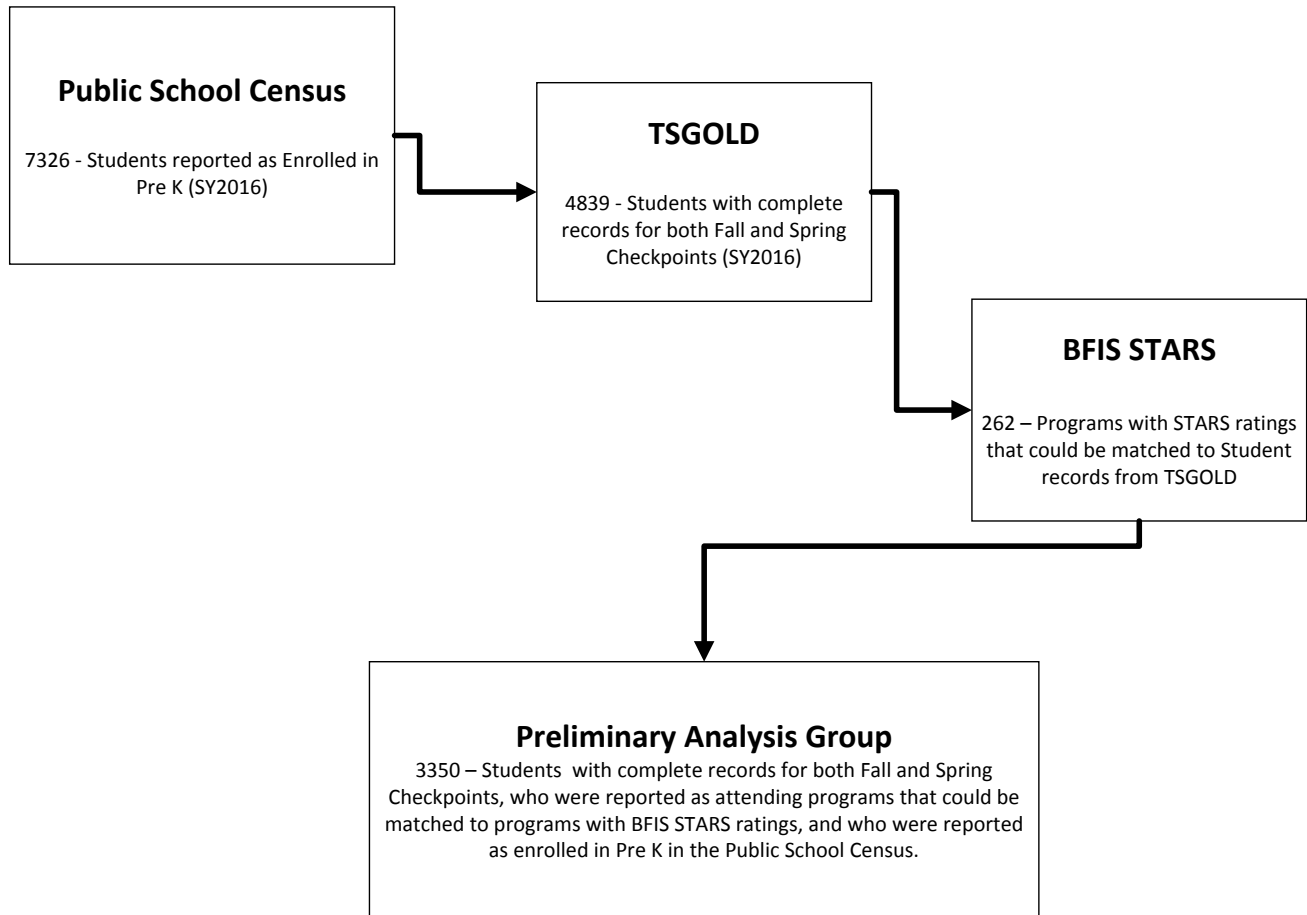 Public School Census
7326 - Students reported as Enrolled in
Pre K (SY2016)
TSGOLD
4839 - Students with complete
records for both Fall and Spring
Checkpoints (SY2016)
BFIS STARS
262 – Programs with STARS ratings
that could be matched to Student
records from TSGOLD
Preliminary Analysis Group
3350 – Students with complete records for both Fall and Spring
Checkpoints, who were reported as attending programs that could be
matched to programs with BFIS STARS ratings, and who were reported
as enrolled in Pre K in the Public School Census.